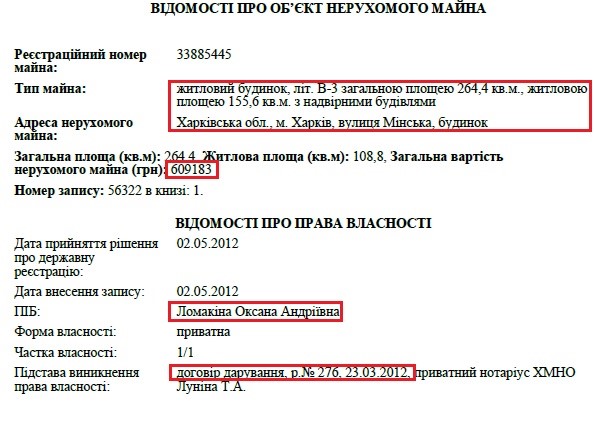 ВІДОМОСТІ ПРО ОБ’ЄКТ НЕРУХОМОГО МАЙНА
Реєстраційний номер майна: 33885445
Тип майна: житловий будинок, літ. В-3 загальною площею 264,4 кв.м., житловою
площею 155,6 кв.м. з надвірними будівлями
Адреса нерухомого майна: Харківська обл., м. Харків, вулиця Мінська, будинок
Загальна площа (кв.м): 264,4, Житлова площа (кв.м): 108,8, Загальна вартість
нерухомого майна (грн): 609183
Номер запису: 56322 в книзі: 1.
ВІДОМОСТІ ПРО ПРАВА ВЛАСНОСТІ
Дата прийняття рішення про державну реєстрацію: 02.05.2012
Дата внесення запису: 02.05.2012
ПІБ: Ломакіна Оксана Андріївна
Форма власності: приватна
Частка власності: 1/1
Підстава виникнення права власності: договір дарування, р.№ 276, 23.03.2012, приватний нотаріус ХМНО
Луніна Т.А.